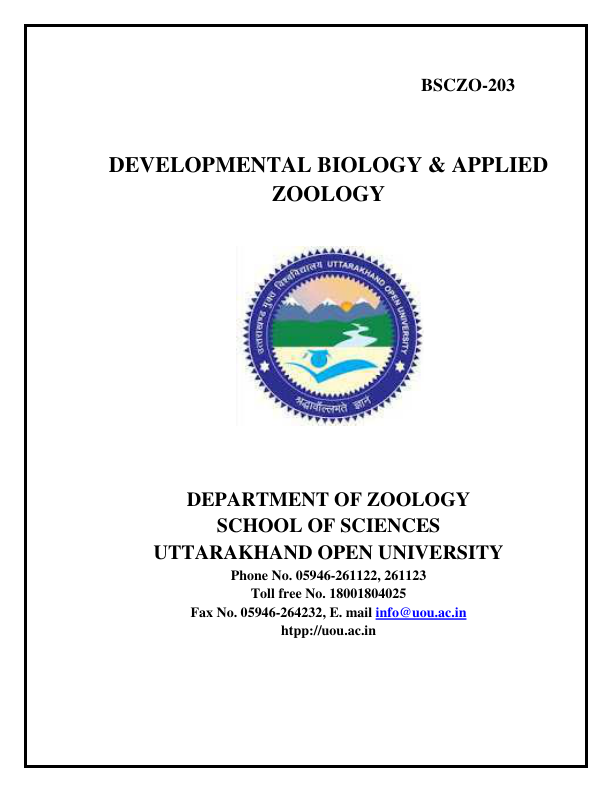 BSCZO-203
DEVELOPMENTAL BIOLOGY & APPLIED
ZOOLOGY
उत्तराखण्ड मुक्त विश्वविद्यालय UTTARAKHAND OPEN UNIVERSITY
श्रद्धावाँल्लभते ज्ञानं
DEPARTMENT OF ZOOLOGY
SCHOOL OF SCIENCES
UTTARAKHAND OPEN UNIVERSITY
Phone No. 05946-261122, 261123
Toll free No. 18001804025
Fax No. 05946-264232, E. mail info@uou.ac.in
htpp://uou.ac.in